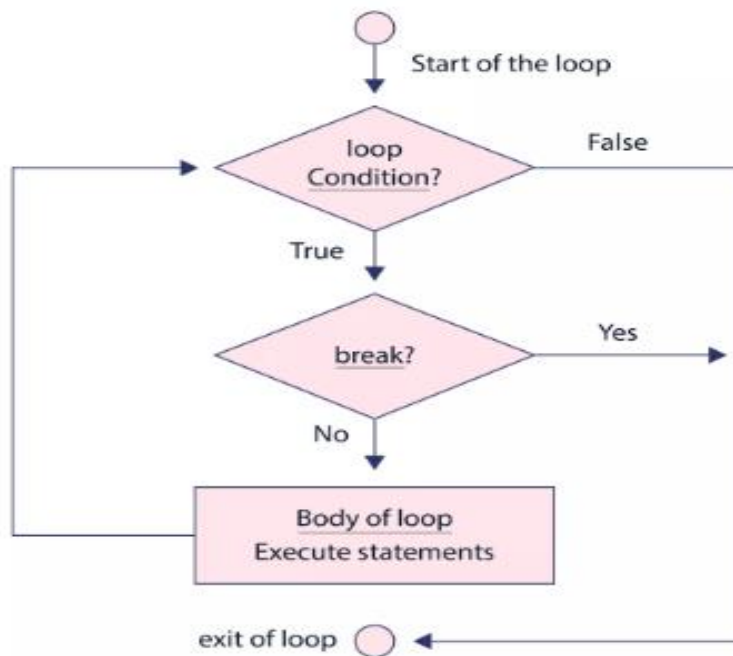 Start of the loop
loop
Condition?
False
True
break?
Yes
No
Body of loop
Execute statements
exit of loop